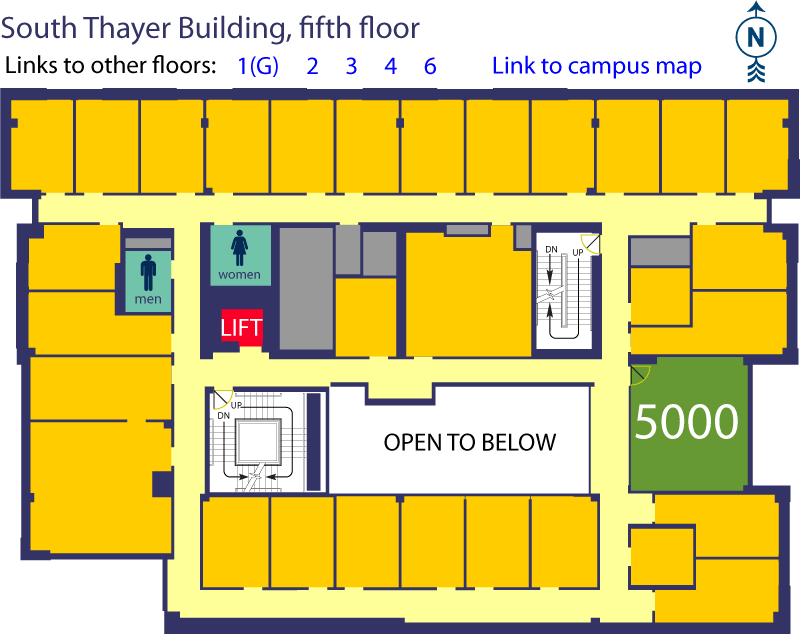 South Thayer Building, fifth floor
N
Links to other floors: 1(G) 2 3 4 6 Link to campus map
women
men
DN UP
LIFT
UP
DN
5000
OPEN TO BELOW